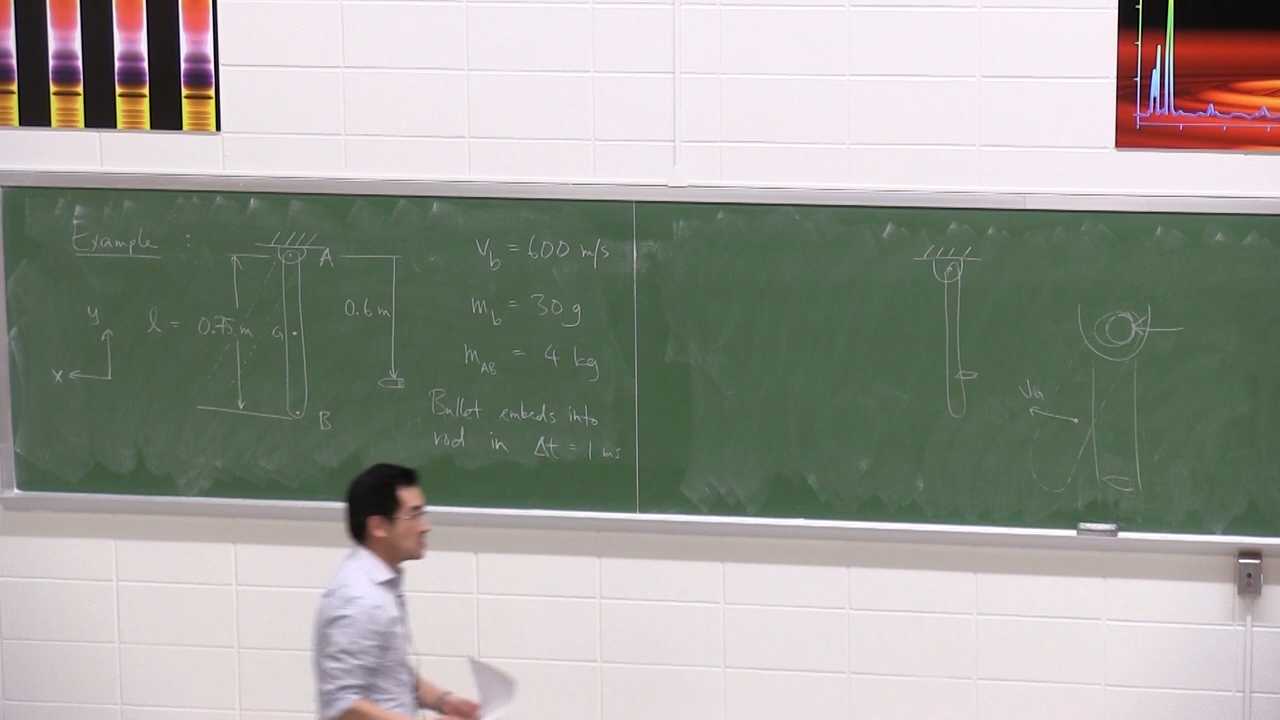 Example :
A
y
x
l = 0.75 m
G
0.6 m
B
V_b = 600 m/s
m_b = 30 g
m_AB = 4 kg
Bullet embeds into
rod in Δt = 1 ms
V_G